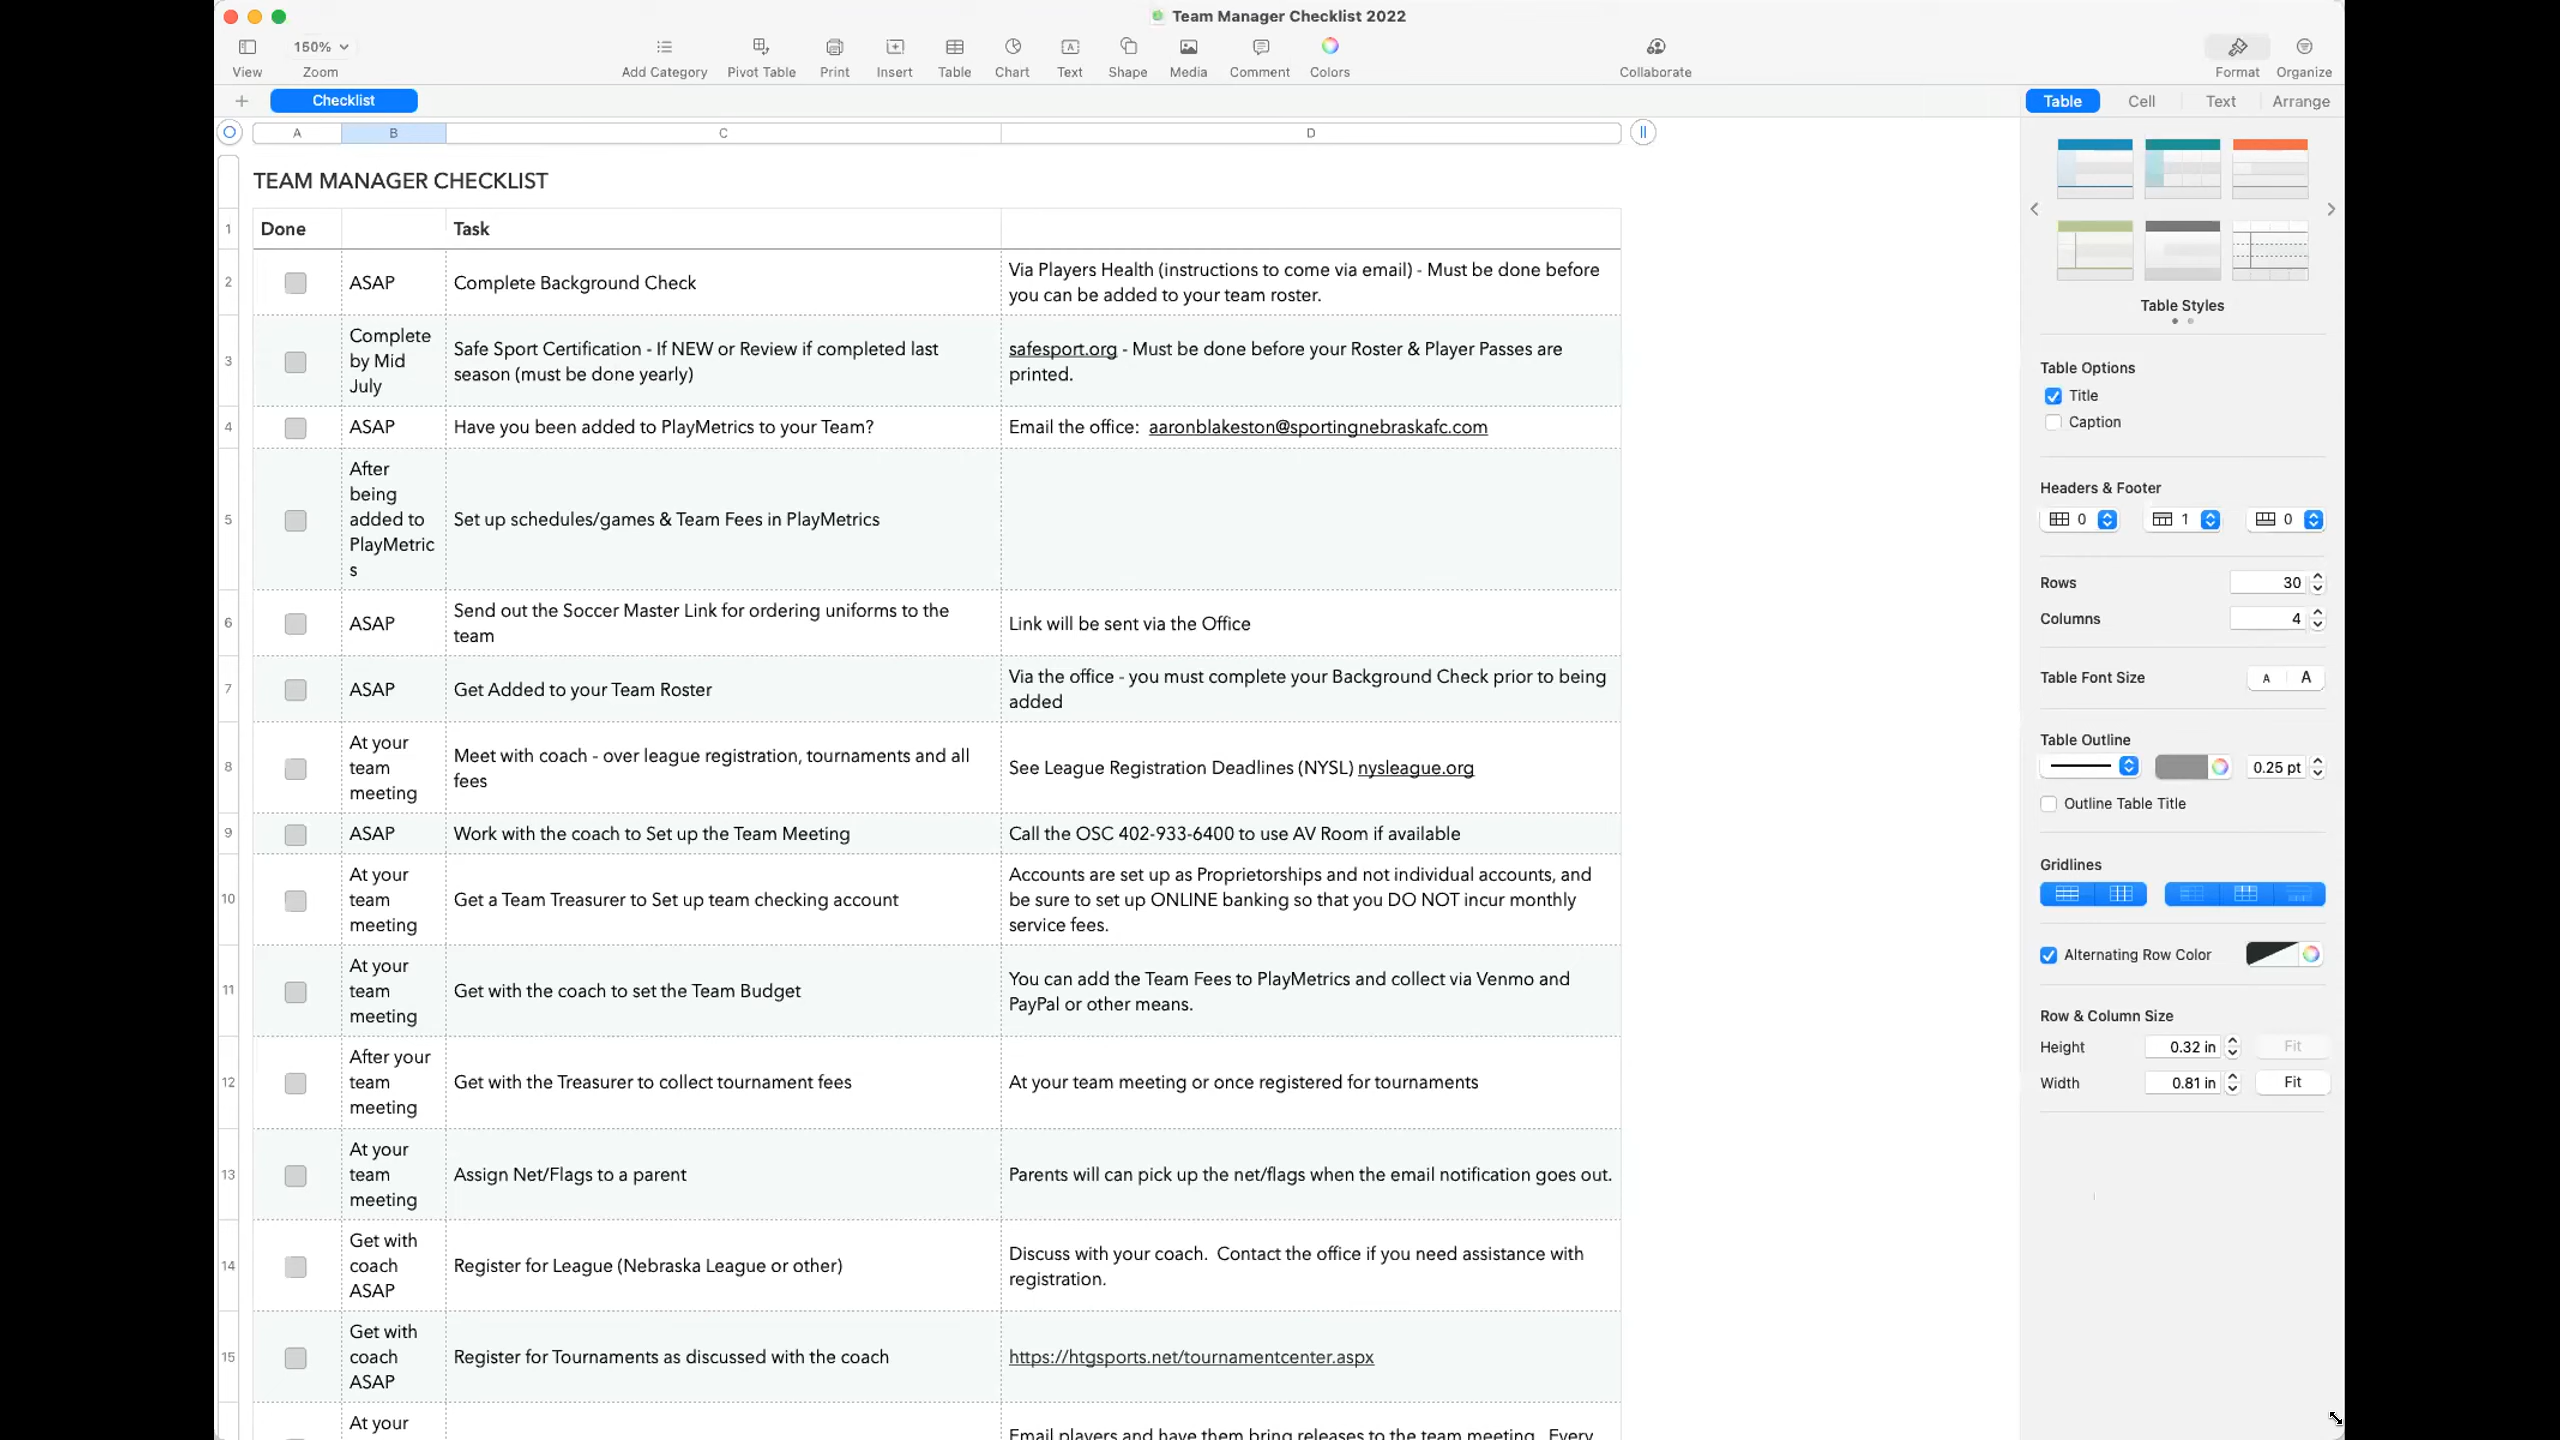 Team Manager Checklist 2022
150%
View
Zoom
Add Category
Pivot Table
Print
Insert
Table
Chart
Text
Shape
Media
Comment
Colors
Collaborate
Format
Organize
Checklist
Table
Cell
Text
Arrange
A
B
C
D
TEAM MANAGER CHECKLIST
1
Done
Task
2
ASAP
Complete Background Check
Via Players Health (instructions to come via email) - Must be done before
you can be added to your team roster.
3
Complete
by Mid
July
Safe Sport Certification - If NEW or Review if completed last
season (must be done yearly)
safesport.org - Must be done before your Roster & Player Passes are
printed.
4
ASAP
Have you been added to PlayMetrics to your Team?
Email the office:  aaronblakeston@sportingnebraskafc.com
5
After
being
added to
PlayMetric
s
Set up schedules/games & Team Fees in PlayMetrics
6
ASAP
Send out the Soccer Master Link for ordering uniforms to the
team
Link will be sent via the Office
7
ASAP
Get Added to your Team Roster
Via the office - you must complete your Background Check prior to being
added
8
At your
team
meeting
Meet with coach - over league registration, tournaments and all
fees
See League Registration Deadlines (NYSL) nysleague.org
9
ASAP
Work with the coach to Set up the Team Meeting
Call the OSC 402-933-6400 to use AV Room if available
10
At your
team
meeting
Get a Team Treasurer to Set up team checking account
Accounts are set up as Proprietorships and not individual accounts, and
be sure to set up ONLINE banking so that you DO NOT incur monthly
service fees.
11
At your
team
meeting
Get with the coach to set the Team Budget
You can add the Team Fees to PlayMetrics and collect via Venmo and
PayPal or other means.
12
After your
team
meeting
Get with the Treasurer to collect tournament fees
At your team meeting or once registered for tournaments
13
At your
team
meeting
Assign Net/Flags to a parent
Parents will can pick up the net/flags when the email notification goes out.
14
Get with
coach
ASAP
Register for League (Nebraska League or other)
Discuss with your coach.  Contact the office if you need assistance with
registration.
15
Get with
coach
ASAP
Register for Tournaments as discussed with the coach
https://htgsports.net/tournamentcenter.aspx
At your
Email players and have them bring releases to the team meeting.  Every
Table Styles
Table Options
Title
Caption
Headers & Footer
0
1
0
Rows
30
Columns
4
Table Font Size
A
A
Table Outline
0.25 pt
Outline Table Title
Gridlines
Alternating Row Color
Row & Column Size
Height
0.32 in
Fit
Width
0.81 in
Fit